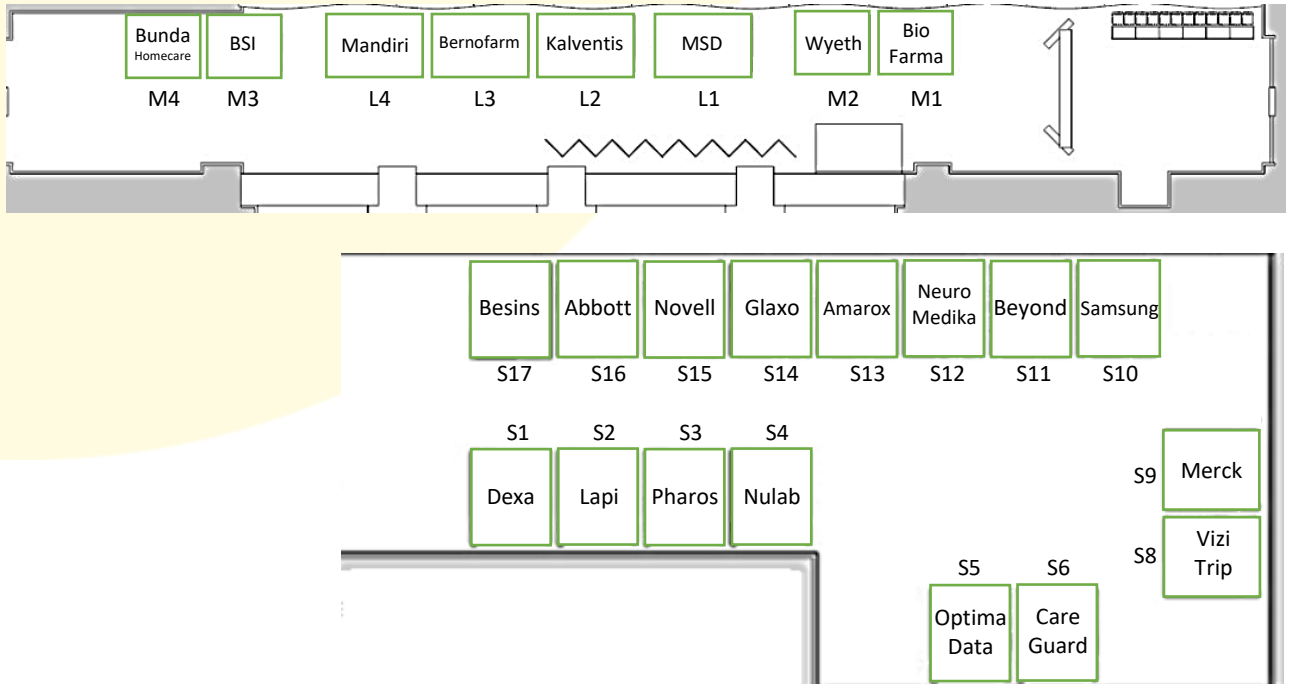 Bunda
Homecare
BSI
Mandiri
Bernofarm
Kalventis
MSD
Wyeth
Bio
Farma
M4
M3
L4
L3
L2
L1
M2
M1
Besins
Abbott
Novell
Glaxo
Amarox
Neuro
Medika
Beyond
Samsung
S17
S16
S15
S14
S13
S12
S11
S10
S1
S2
S3
S4
Dexa
Lapi
Pharos
Nulab
S9
Merck
S8
Vizi
Trip
S5
S6
Optima
Data
Care
Guard